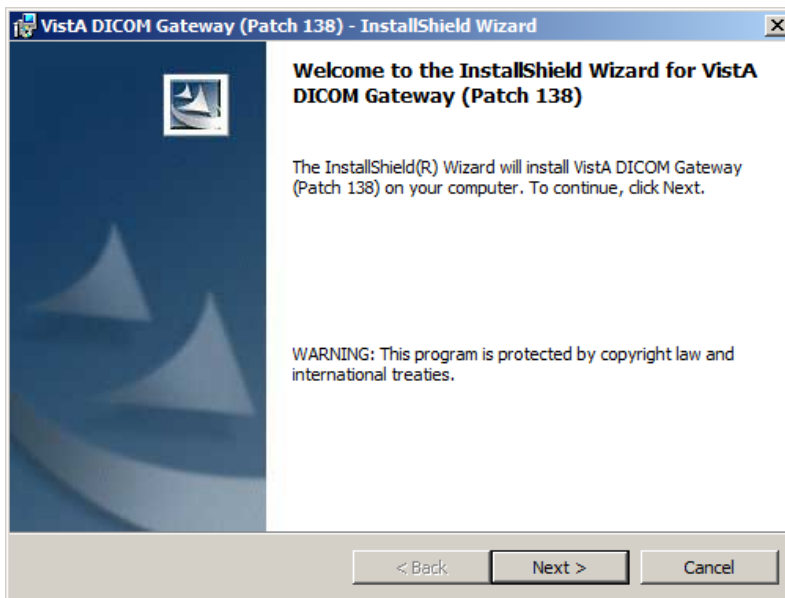 VistA DICOM Gateway (Patch 138) - InstallShield Wizard
Welcome to the InstallShield Wizard for VistA
DICOM Gateway (Patch 138)
The InstallShield(R) Wizard will install VistA DICOM Gateway
(Patch 138) on your computer. To continue, click Next.
WARNING: This program is protected by copyright law and
international treaties.
< Back
Next >
Cancel